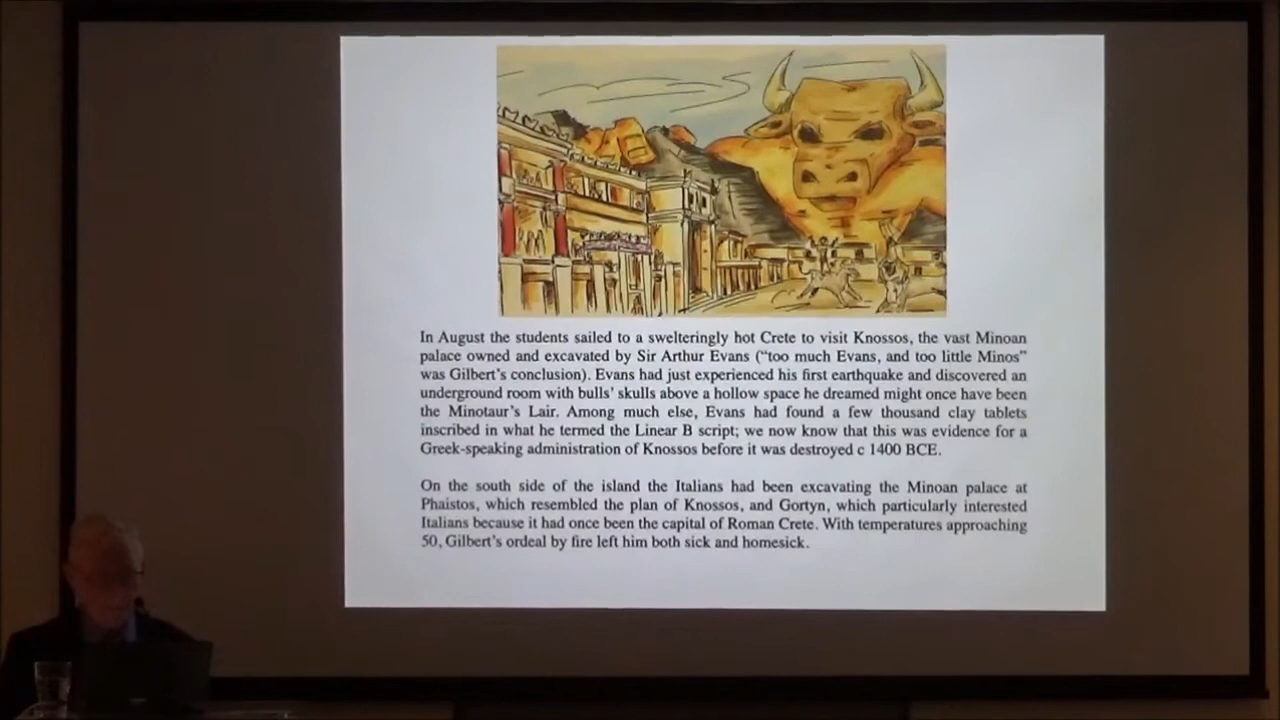 In August the students sailed to a swelteringly hot Crete to visit Knossos, the vast Minoan
palace owned and excavated by Sir Arthur Evans (“too much Evans, and too little Minos”
was Gilbert’s conclusion). Evans had just experienced his first earthquake and discovered an
underground room with bulls’ skulls above a hollow space he dreamed might once have been
the Minotaur’s Lair. Among much else, Evans had found a few thousand clay tablets
inscribed in what he termed the Linear B script; we now know that this was evidence for a
Greek-speaking administration of Knossos before it was destroyed c 1400 BCE.
On the south side of the island the Italians had been excavating the Minoan palace at
Phaistos, which resembled the plan of Knossos, and Gortyn, which particularly interested
Italians because it had once been the capital of Roman Crete. With temperatures approaching
50, Gilbert’s ordeal by fire left him both sick and homesick.